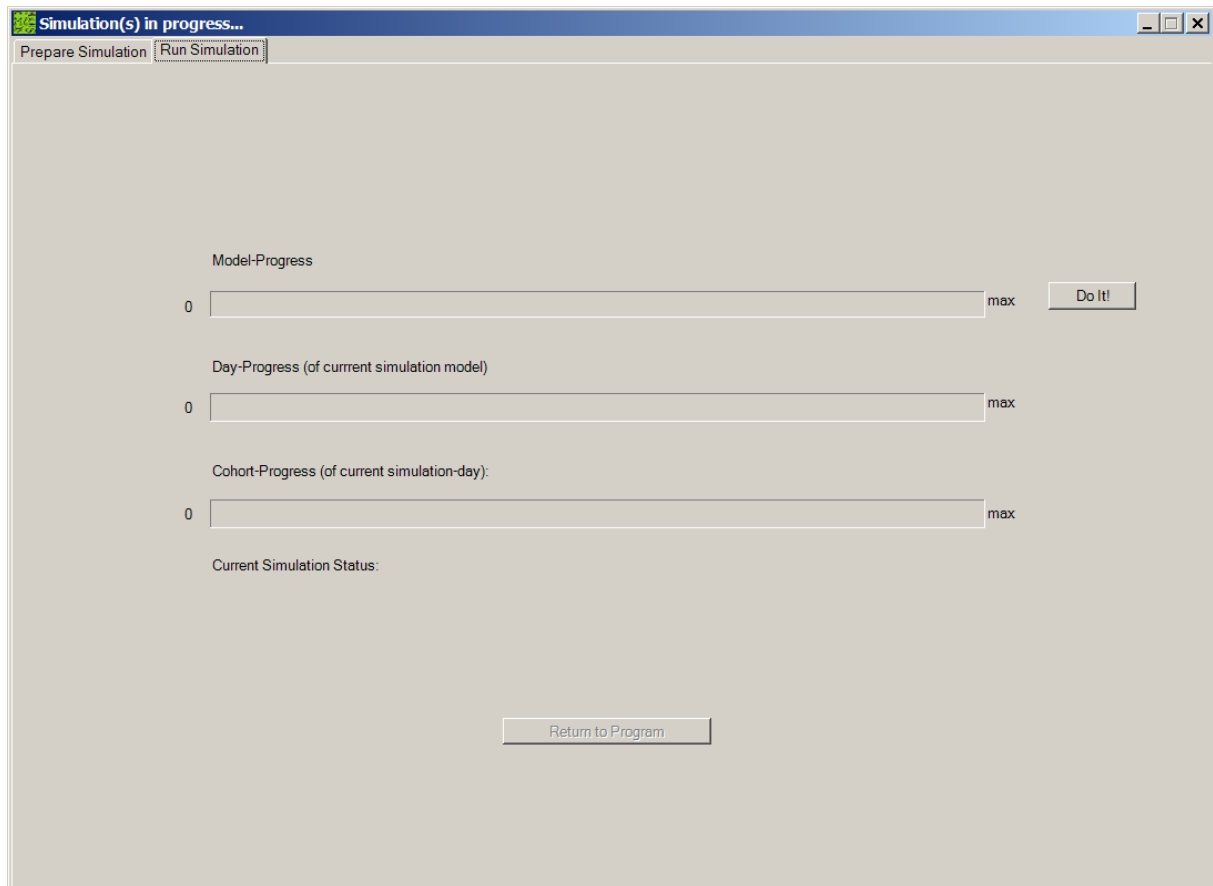 Simulation(s) in progress...
Prepare Simulation Run Simulation
Model-Progress
0 max Do It!
Day-Progress (of currrent simulation model)
0 max
Cohort-Progress (of current simulation-day):
0 max
Current Simulation Status:
Return to Program